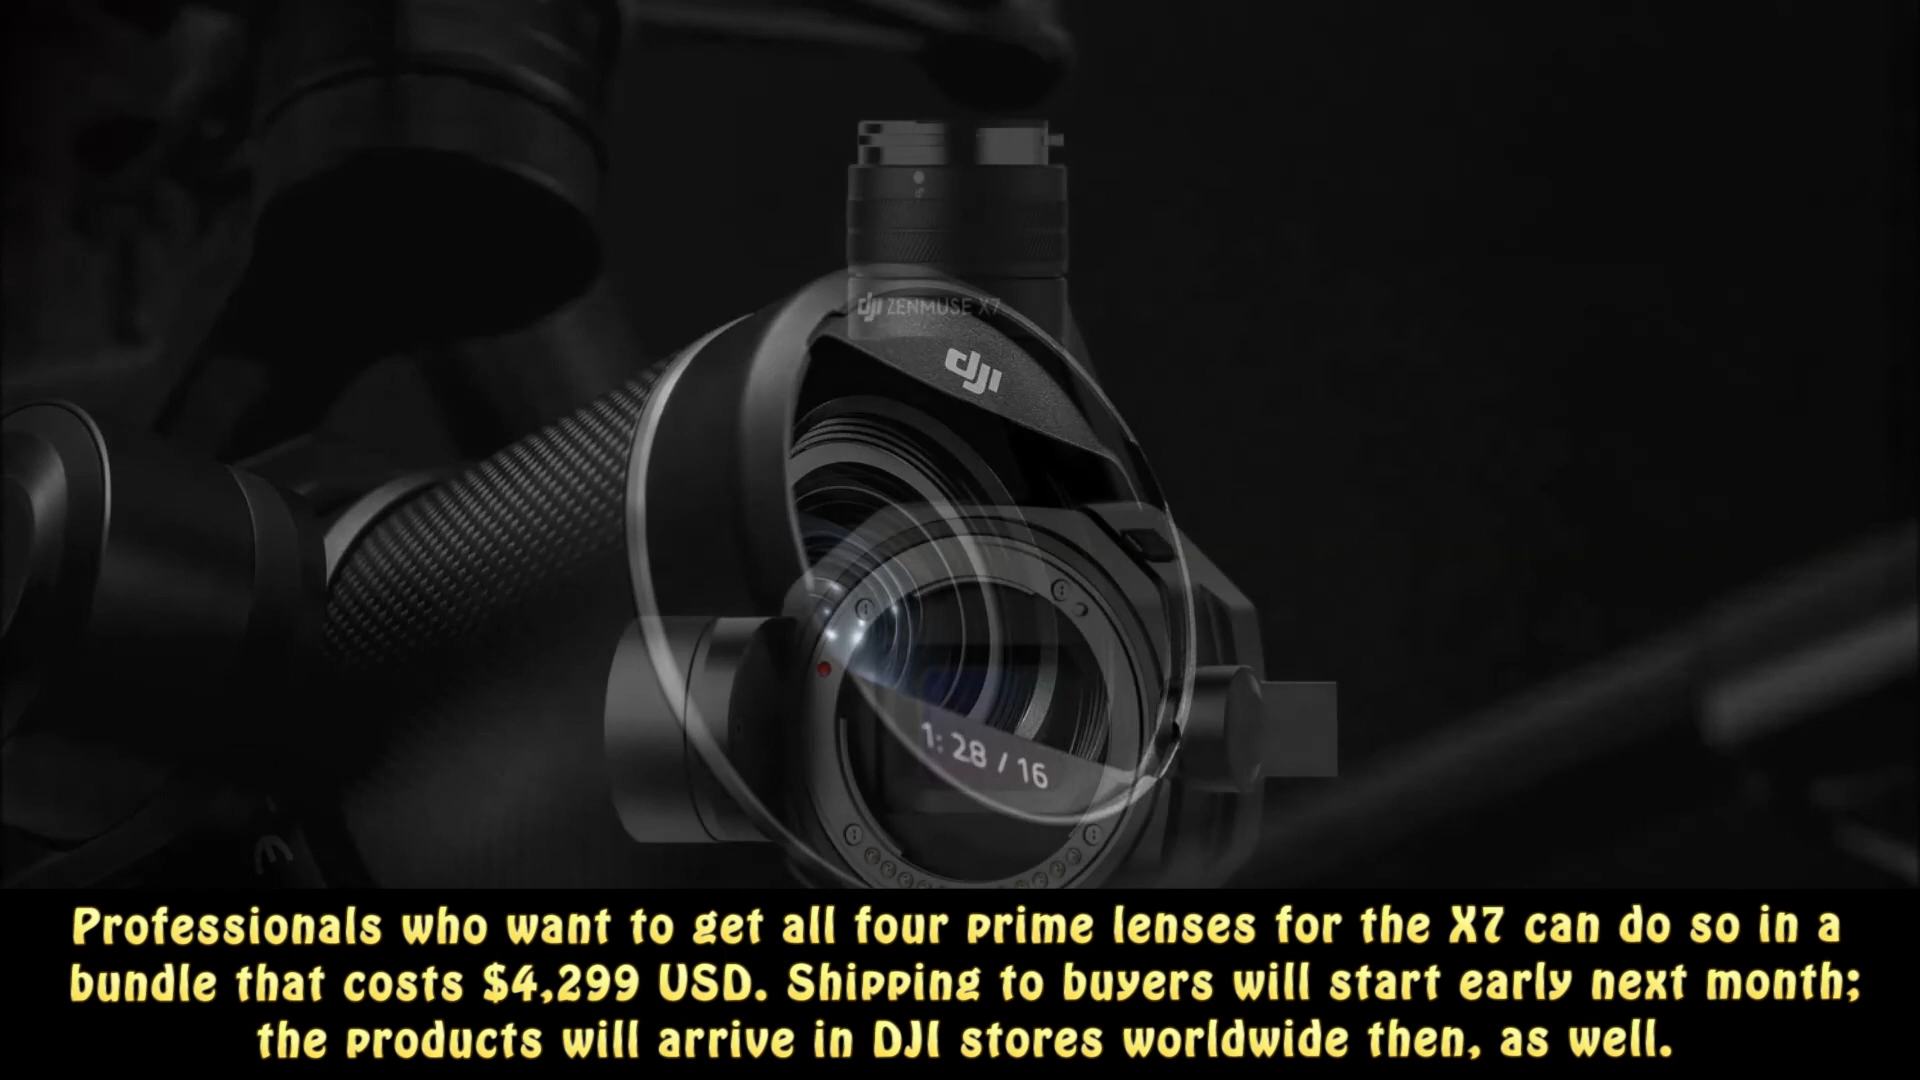 dji ZENMUSE X7
dji
1: 28 / 16
Professionals who want to get all four prime lenses for the X7 can do so in a
bundle that costs $4,299 USD. Shipping to buyers will start early next month;
the products will arrive in DJI stores worldwide then, as well.